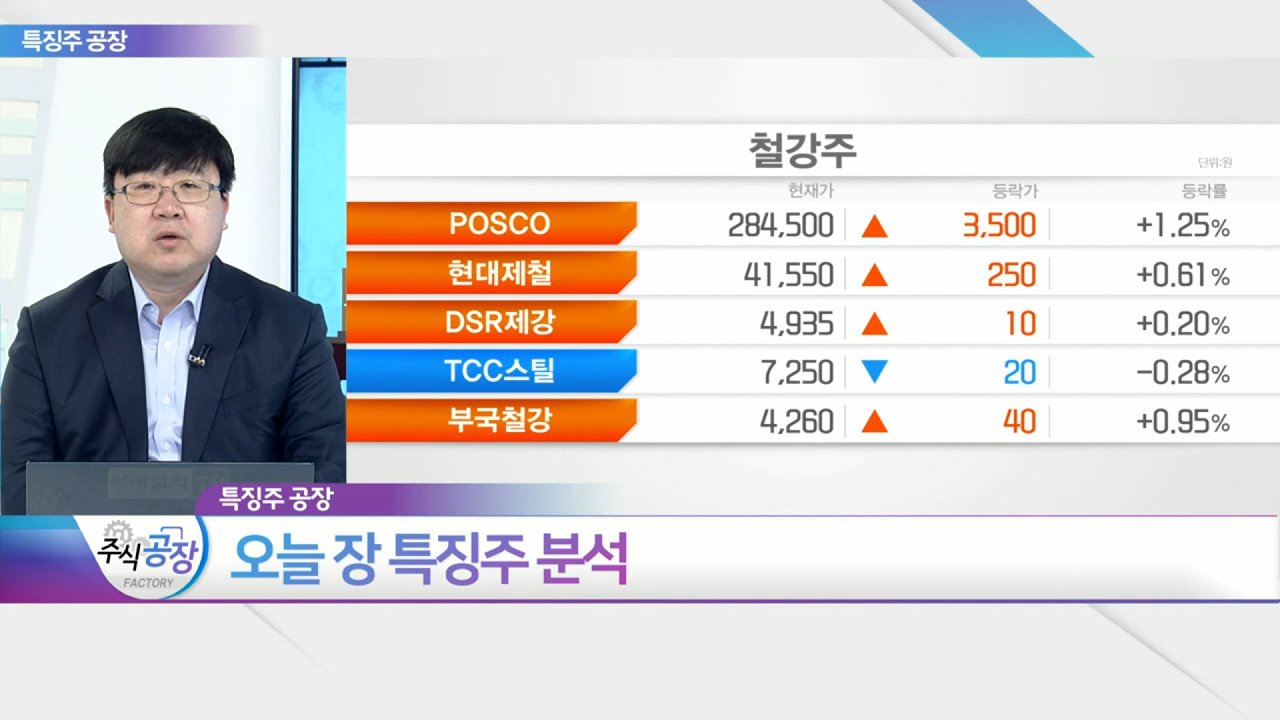 특징주 공장
철강주
단위:원
현재가 등락가 등락률
POSCO 284,500 ▲ 3,500 +1.25%
현대제철 41,550 ▲ 250 +0.61%
DSR제강 4,935 ▲ 10 +0.20%
TCC스틸 7,250 ▼ 20 -0.28%
부국철강 4,260 ▲ 40 +0.95%
특징주 공장
주식공장
FACTORY
오늘 장 특징주 분석